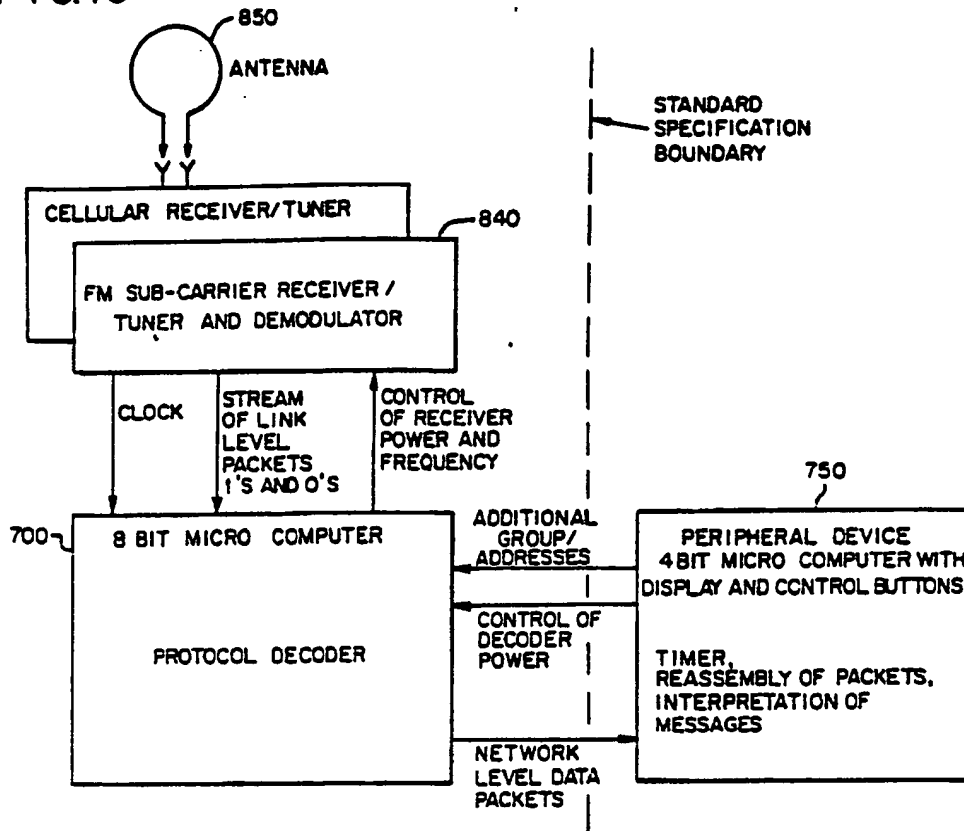 850
ANTENNA
STANDARD
SPECIFICATION
BOUNDARY
CELLULAR RECEIVER/TUNER
840
FM SUB-CARRIER RECEIVER/
TUNER AND DEMODULATOR
CLOCK
STREAM
OF LINK
LEVEL
PACKETS
1'S AND 0'S
CONTROL
OF RECEIVER
POWER AND
FREQUENCY
700
8 BIT MICRO COMPUTER
PROTOCOL DECODER
ADDITIONAL
GROUP/
ADDRESSES
CONTROL OF
DECODER
POWER
NETWORK
LEVEL DATA
PACKETS
750
PERIPHERAL DEVICE
4 BIT MICRO COMPUTER WITH
DISPLAY AND CONTROL BUTTONS
TIMER,
REASSEMBLY OF PACKETS,
INTERPRETATION OF
MESSAGES